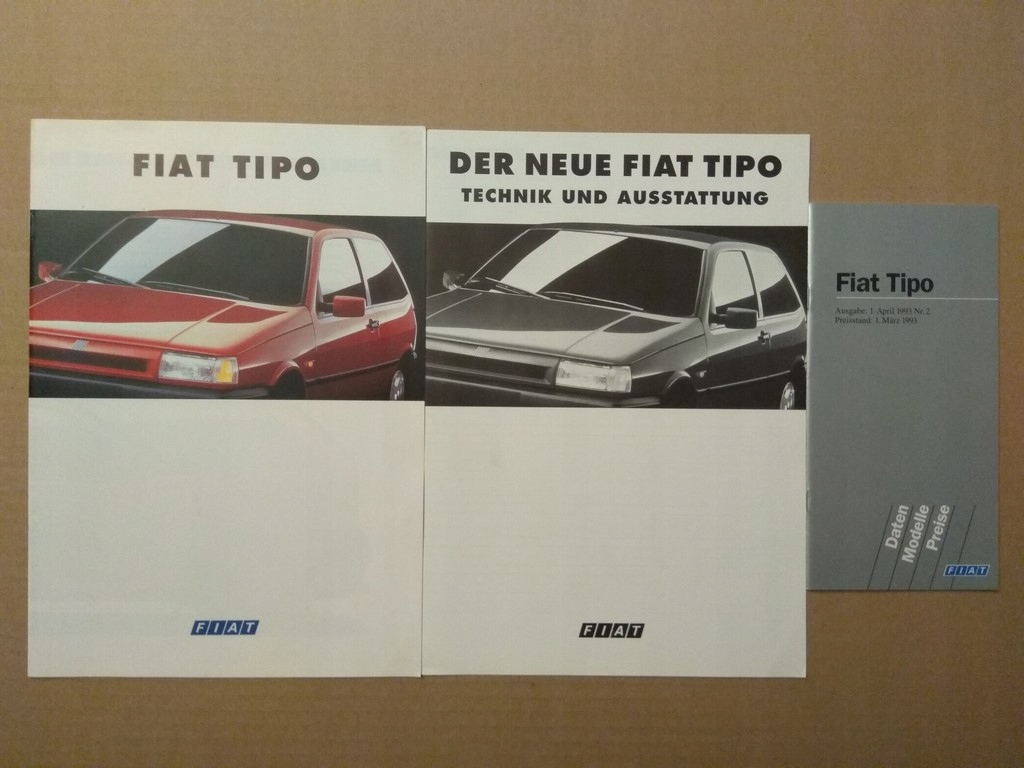 FIAT TIPO
FIAT
DER NEUE FIAT TIPO
TECHNIK UND AUSSTATTUNG
FIAT
Fiat Tipo
Ausgabe: 1. April 1993 Nr. 2
Preisstand: 1. März 1993
Daten
Modelle
Preise
FIAT